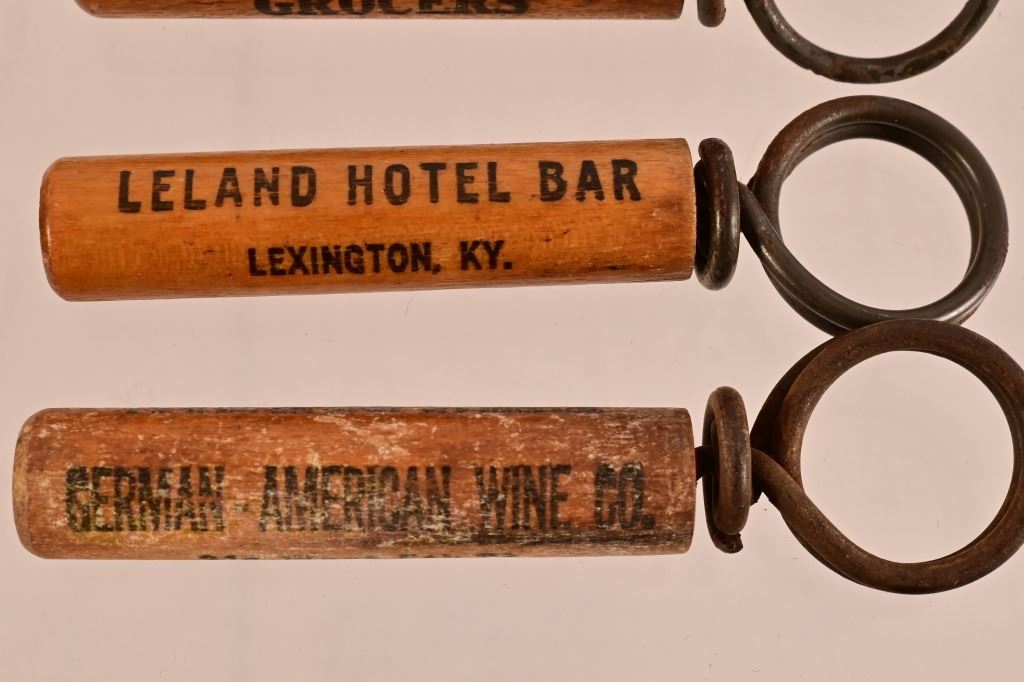 GROCERS
LELAND HOTEL BAR
LEXINGTON, KY.
GERMAN-AMERICAN WINE CO.